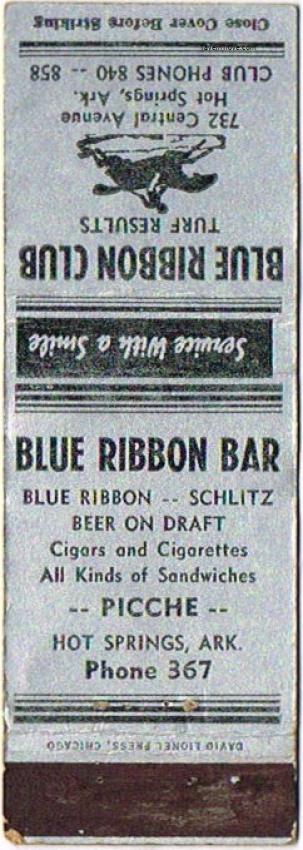 Close Cover Before Striking
CLUB PHONES 840 -- 858
Hot Springs, Ark.
732 Central Avenue
TURF RESULTS
BLUE RIBBON CLUB
Service With a Smile
BLUE RIBBON BAR
BLUE RIBBON -- SCHLITZ
BEER ON DRAFT
Cigars and Cigarettes
All Kinds of Sandwiches
-- PICCHE --
HOT SPRINGS, ARK.
Phone 367
DAVID LIONEL PRESS, CHICAGO